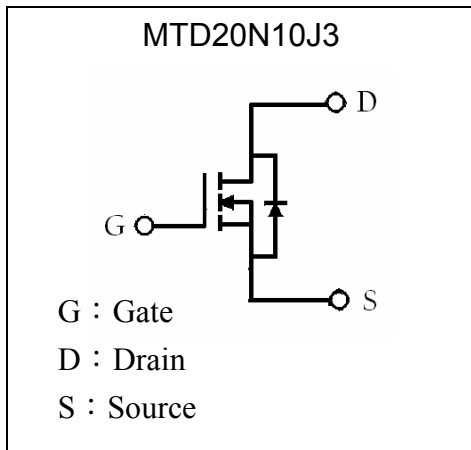 MTD20N10J3
D
G
S
G：Gate
D：Drain
S：Source